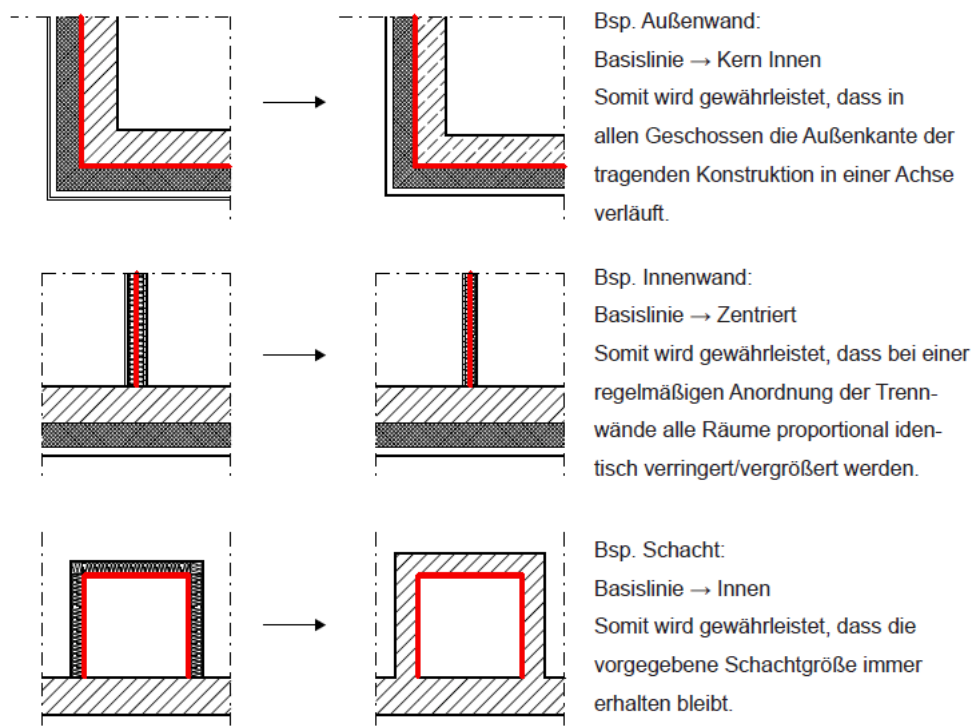 Bsp. Außenwand:
Basislinie → Kern Innen
Somit wird gewährleistet, dass in
allen Geschossen die Außenkante der
tragenden Konstruktion in einer Achse
verläuft.
Bsp. Innenwand:
Basislinie → Zentriert
Somit wird gewährleistet, dass bei einer
regelmäßigen Anordnung der Trenn-
wände alle Räume proportional iden-
tisch verringert/vergrößert werden.
Bsp. Schacht:
Basislinie → Innen
Somit wird gewährleistet, dass die
vorgegebene Schachtgröße immer
erhalten bleibt.